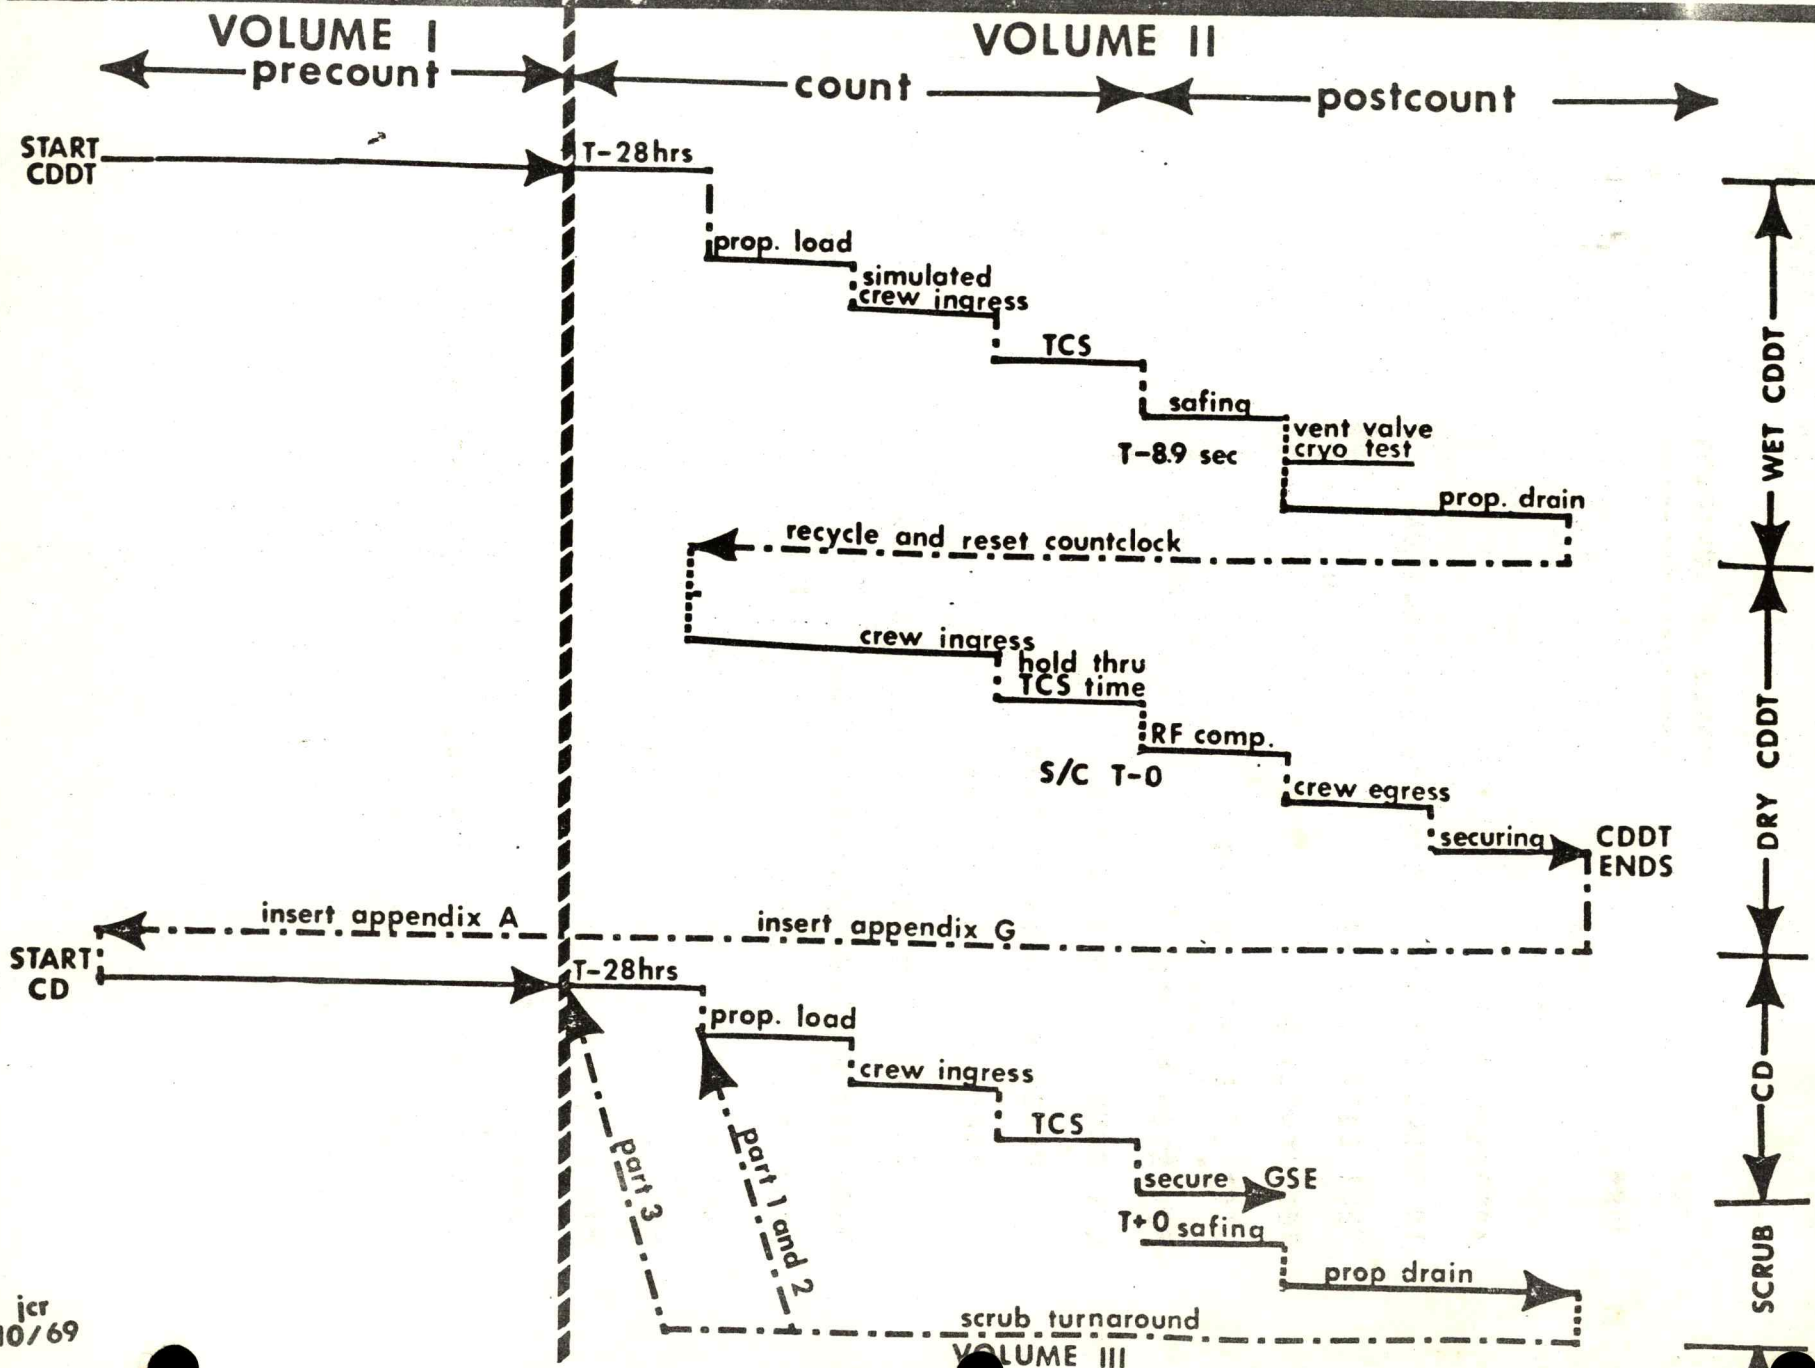 VOLUME I
VOLUME II
precount
count
postcount
START
CDDT
T-28hrs
prop. load
simulated
crew ingress
TCS
safing
T-8.9 sec
vent valve
cryo test
prop. drain
WET CDDT
recycle and reset countclock
crew ingress
hold thru
TCS time
RF comp.
S/C T-0
crew egress
securing
CDDT
ENDS
DRY CDDT
insert appendix A
insert appendix G
START
CD
T-28hrs
prop. load
crew ingress
TCS
secure GSE
CD
T+0 safing
prop drain
part 3
part 1 and 2
SCRUB
scrub turnaround
VOLUME III
jcr
10/69